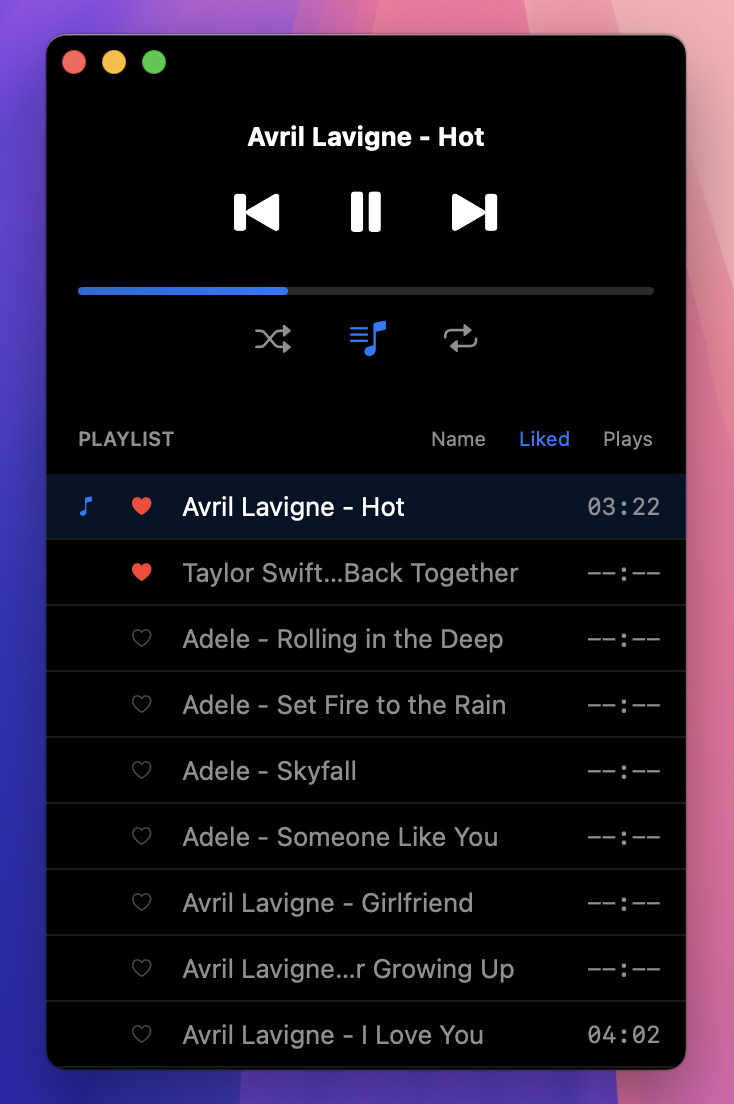 Avril Lavigne - Hot
PLAYLIST Name Liked Plays
Avril Lavigne - Hot 03:22
Taylor Swift...Back Together --:--
Adele - Rolling in the Deep --:--
Adele - Set Fire to the Rain --:--
Adele - Skyfall --:--
Adele - Someone Like You --:--
Avril Lavigne - Girlfriend --:--
Avril Lavigne...r Growing Up --:--
Avril Lavigne - I Love You 04:02